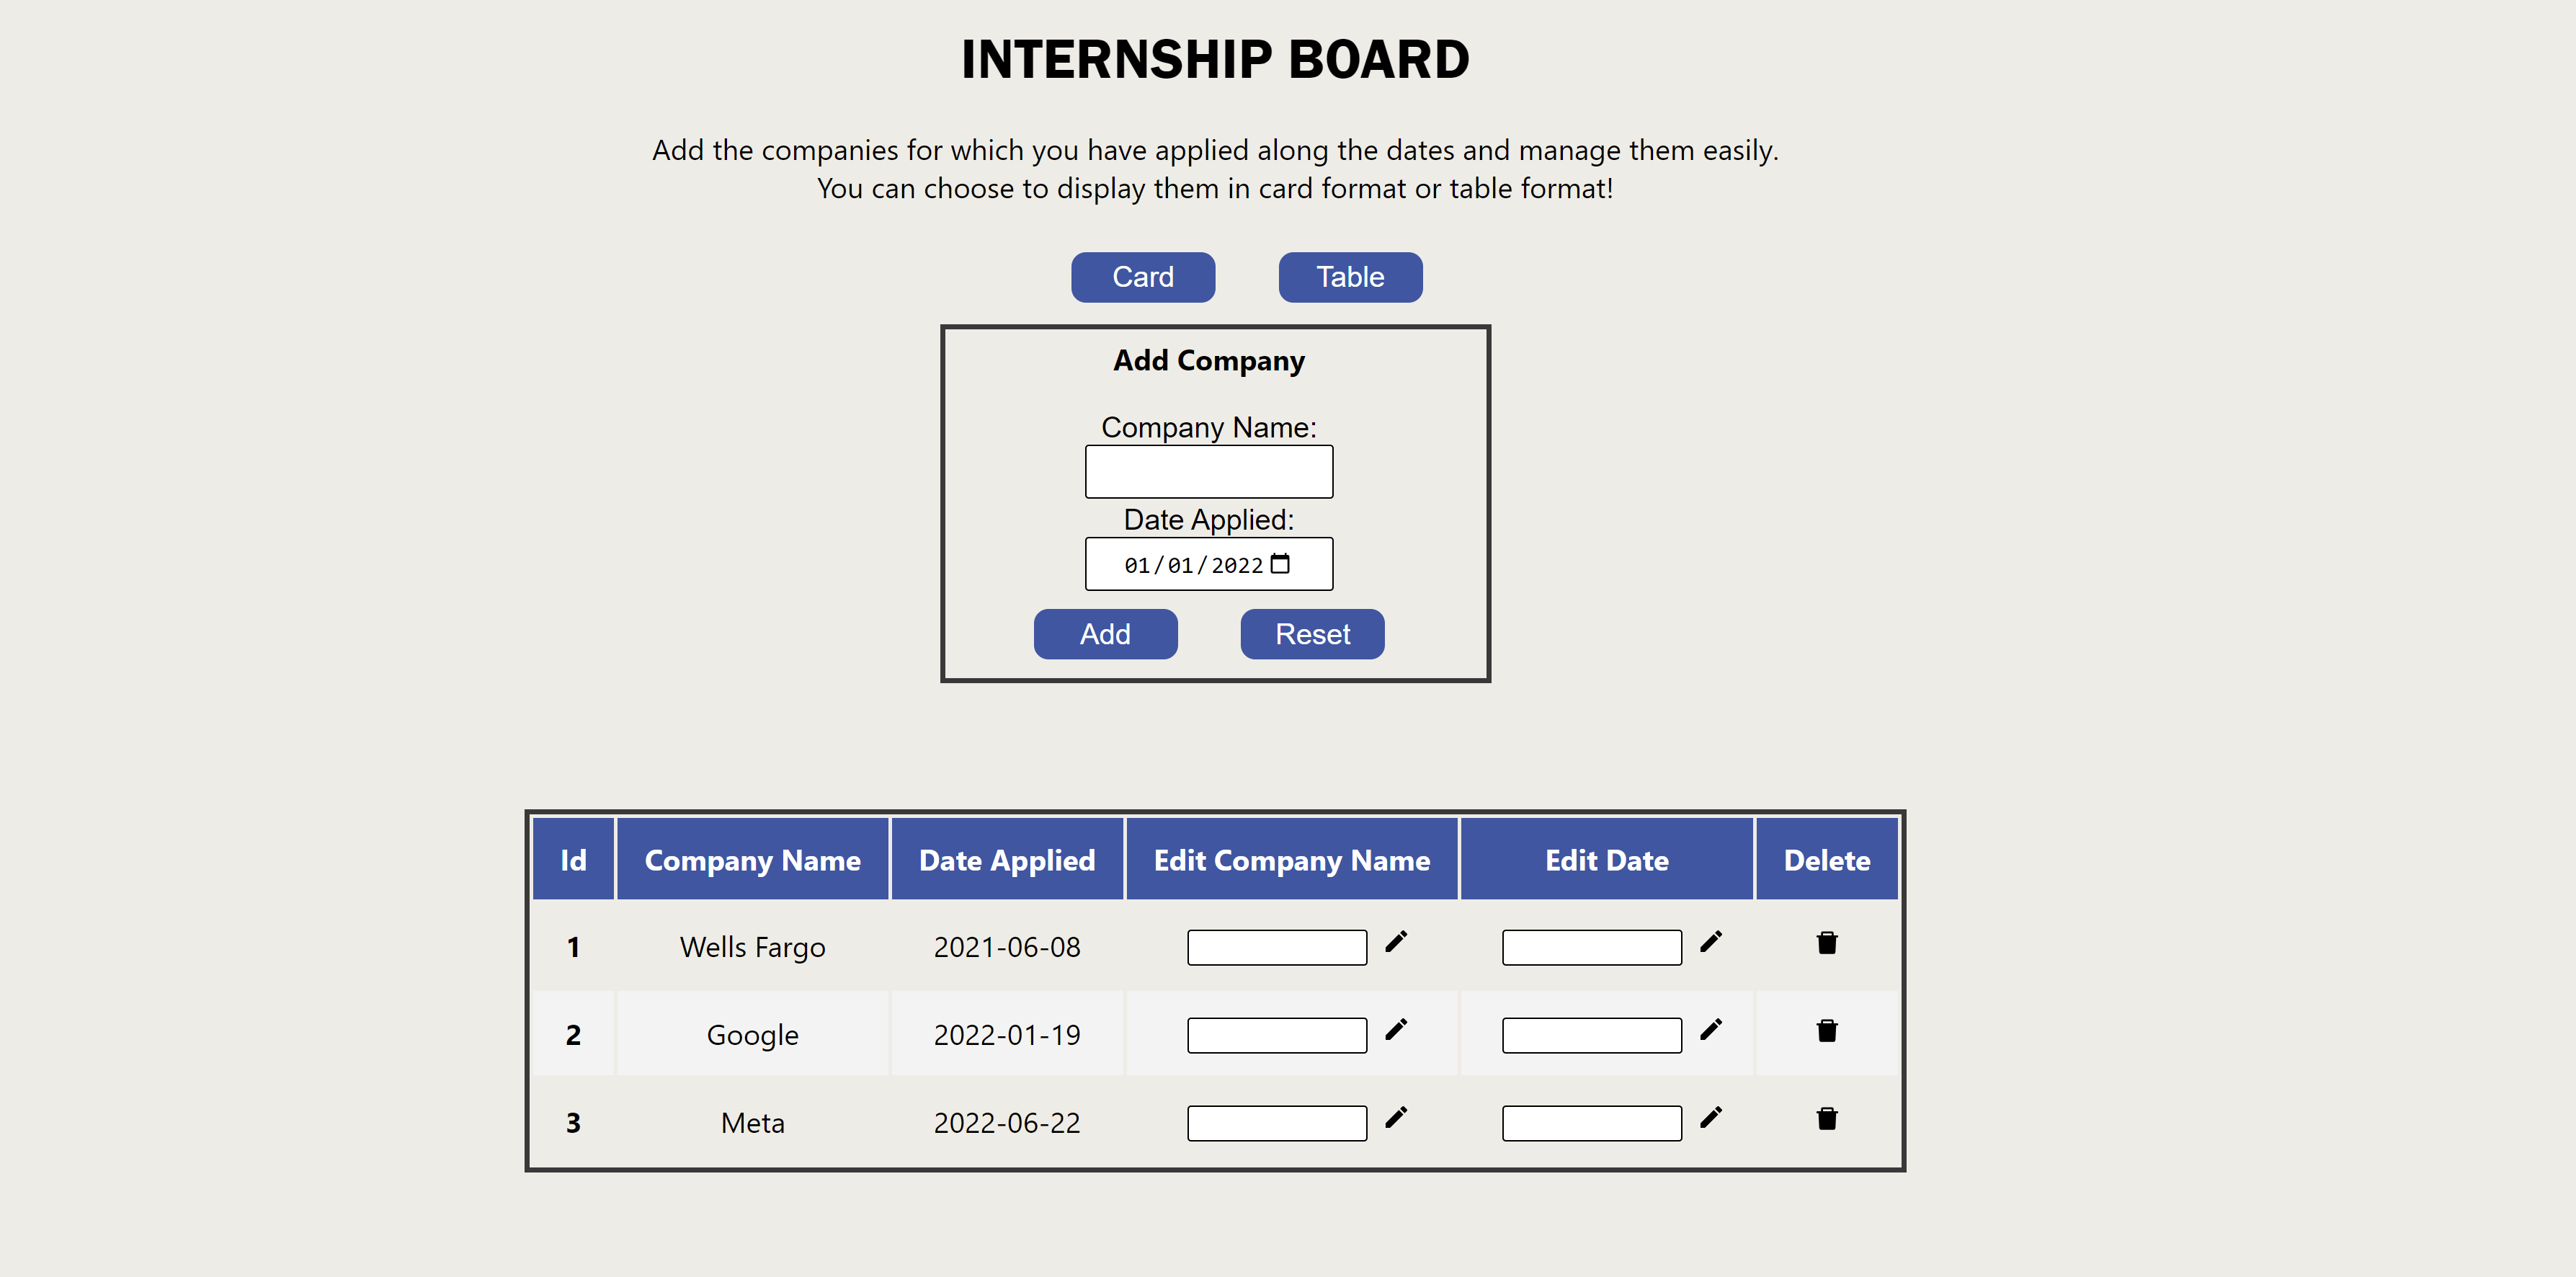 INTERNSHIP BOARD
Add the companies for which you have applied along the dates and manage them easily.
You can choose to display them in card format or table format!
Card Table
Add Company
Company Name:
Date Applied:
01/01/2022
Add Reset
Id Company Name Date Applied Edit Company Name Edit Date Delete
1 Wells Fargo 2021-06-08
2 Google 2022-01-19
3 Meta 2022-06-22